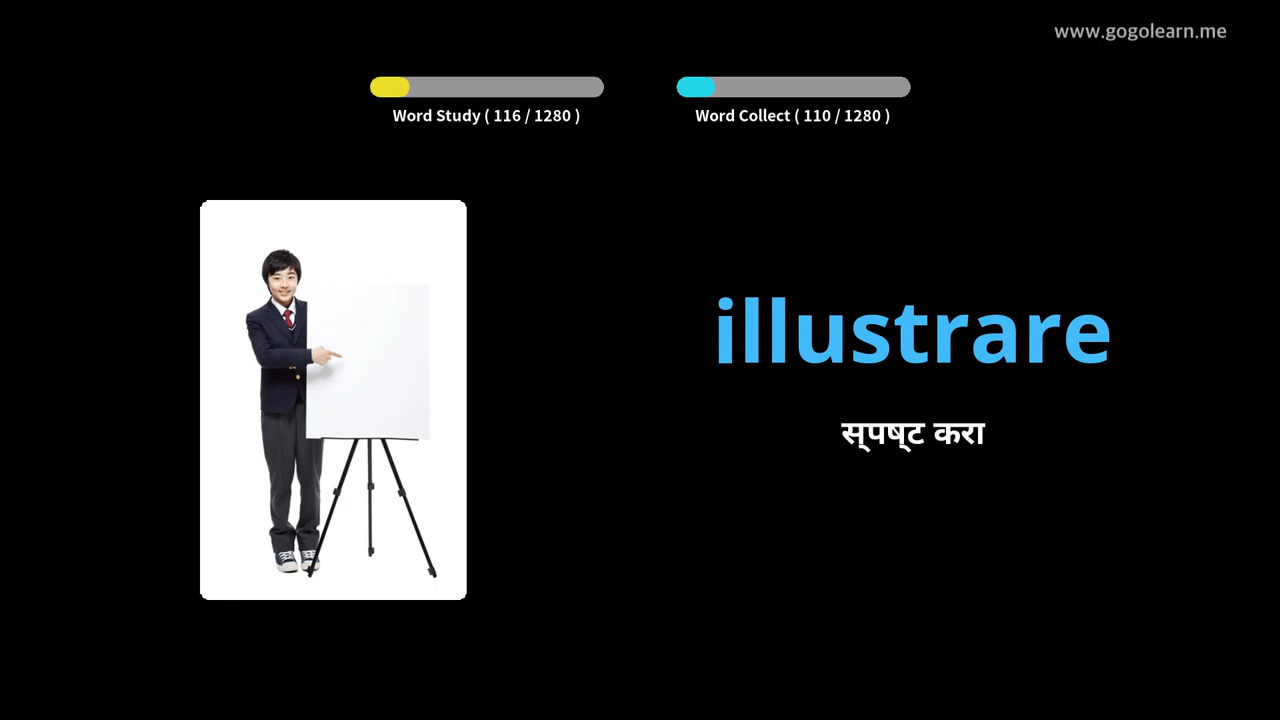 www.gogolearn.me
Word Study ( 116 / 1280 )
Word Collect ( 110 / 1280 )
illustrare
स्पष्ट करा